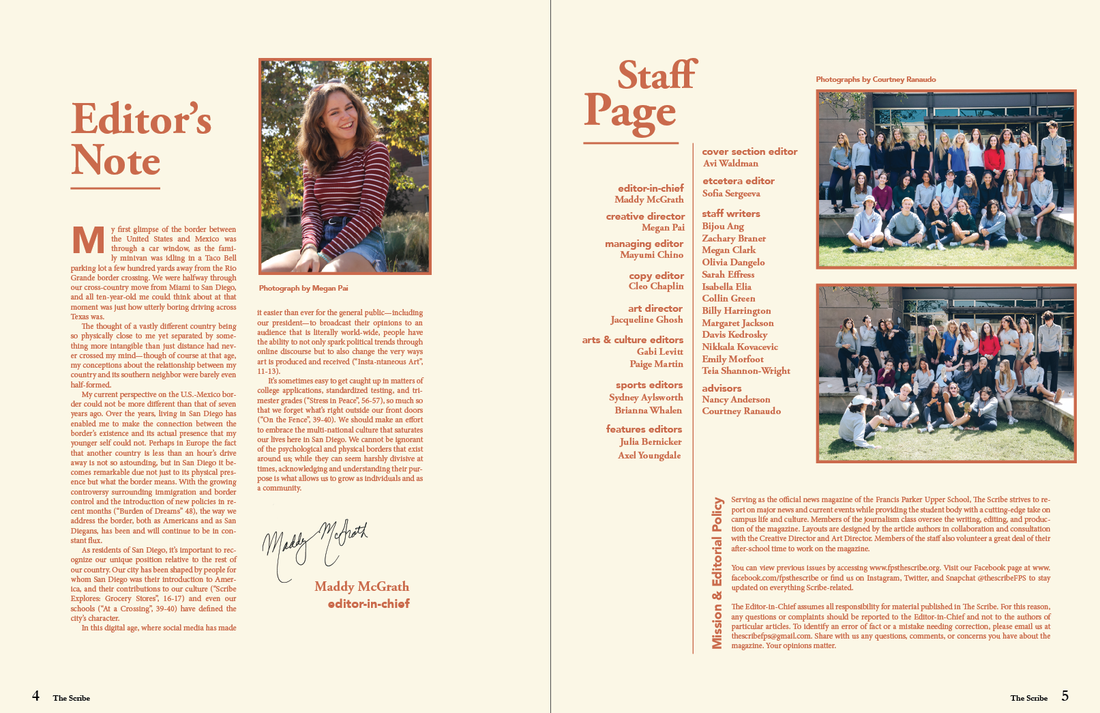 Editor's
Note
My first glimpse of the border between
the United States and Mexico was
through a car window, as the fami-
ly minivan was idling in a Taco Bell
parking lot a few hundred yards away from the Rio
Grande border crossing. We were halfway through
our cross-country move from Miami to San Diego,
and all ten-year-old me could think about at that
moment was just how utterly boring driving across
Texas was.
The thought of a vastly different country being
so physically close to me yet separated by some-
thing more intangible than just distance had nev-
er crossed my mind—though of course at that age,
my conceptions about the relationship between my
country and its southern neighbor were barely even
half-formed.
My current perspective on the U.S.-Mexico bor-
der could not be more different than that of seven
years ago. Over the years, living in San Diego has
enabled me to make the connection between the
border's existence and its actual presence that my
younger self could not. Perhaps in Europe the fact
that another country is less than an hour's drive
away is not so astounding, but in San Diego it be-
comes remarkable due not just to its physical pres-
ence but what the border means. With the growing
controversy surrounding immigration and border
control and the introduction of new policies in re-
cent months ("Burden of Dreams" 48), the way we
address the border, both as Americans and as San
Diegans, has been and will continue to be in con-
stant flux.
As residents of San Diego, it's important to rec-
ognize our unique position relative to the rest of
our country. Our city has been shaped by people for
whom San Diego was their introduction to Amer-
ica, and their contributions to our culture ("Scribe
Explores: Grocery Stores", 16-17) and even our
schools ("At a Crossing", 39-40) have defined the
city's character.
In this digital age, where social media has made
Photograph by Megan Pai
it easier than ever for the general public—including
our president—to broadcast their opinions to an
audience that is literally world-wide, people have
the ability to not only spark political trends through
online discourse but to also change the very ways
art is produced and received ("Insta-ntaneous Art",
11-13).
It's sometimes easy to get caught up in matters of
college applications, standardized testing, and tri-
mester grades ("Stress in Peace", 56-57), so much so
that we forget what's right outside our front doors
("On the Fence", 39-40). We should make an effort
to embrace the multi-national culture that saturates
our lives here in San Diego. We cannot be ignorant
of the psychological and physical borders that exist
around us; while they can seem harshly divisive at
times, acknowledging and understanding their pur-
pose is what allows us to grow as individuals and as
a community.
Maddy McGrath
Maddy McGrath
editor-in-chief
4 The Scribe
Staff
Page
editor-in-chief
Maddy McGrath
creative director
Megan Pai
managing editor
Mayumi Chino
copy editor
Cleo Chaplin
art director
Jacqueline Ghosh
arts & culture editors
Gabi Levitt
Paige Martin
sports editors
Sydney Aylsworth
Brianna Whalen
features editors
Julia Bernicker
Axel Youngdale
cover section editor
Avi Waldman
etcetera editor
Sofia Sergeeva
staff writers
Bijou Ang
Zachary Braner
Megan Clark
Olivia Dangelo
Sarah Effress
Isabella Elia
Collin Green
Billy Harrington
Margaret Jackson
Davis Kedrosky
Nikkala Kovacevic
Emily Morfoot
Teia Shannon-Wright
advisors
Nancy Anderson
Courtney Ranaudo
Photographs by Courtney Ranaudo
Mission & Editorial Policy
Serving as the official news magazine of the Francis Parker Upper School, The Scribe strives to re-
port on major news and current events while providing the student body with a cutting-edge take on
campus life and culture. Members of the journalism class oversee the writing, editing, and produc-
tion of the magazine. Layouts are designed by the article authors in collaboration and consultation
with the Creative Director and Art Director. Members of the staff also volunteer a great deal of their
after-school time to work on the magazine.
You can view previous issues by accessing www.fpsthescribe.org. Visit our Facebook page at www.
facebook.com/fpsthescribe or find us on Instagram, Twitter, and Snapchat @thescribeFPS to stay
updated on everything Scribe-related.
The Editor-in-Chief assumes all responsibility for material published in The Scribe. For this reason,
any questions or complaints should be reported to the Editor-in-Chief and not to the authors of
particular articles. To identify an error of fact or a mistake needing correction, please email us at
thescribefps@gmail.com. Share with us any questions, comments, or concerns you have about the
magazine. Your opinions matter.
The Scribe 5